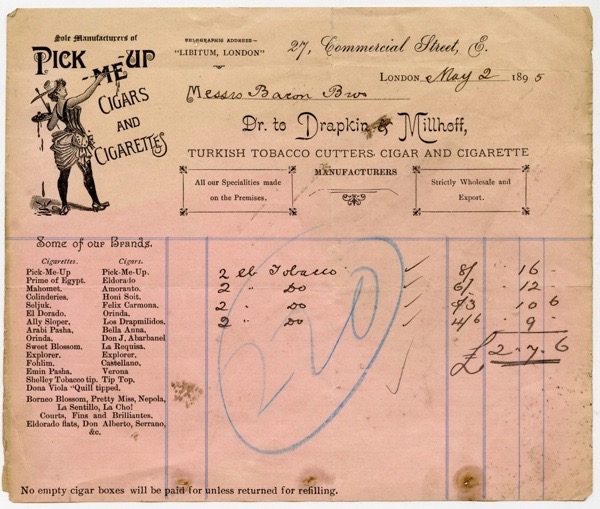 Sole Manufacturers of
PICK-ME-UP
CIGARS
AND
CIGARETTES
TELEGRAPHIC ADDRESS—
"LIBITUM, LONDON"
27, Commercial Street, E.
LONDON May 2 1895
Messrs Bacon Bros
Dr. to Drapkin & Millhoff,
TURKISH TOBACCO CUTTERS, CIGAR AND CIGARETTE
MANUFACTURERS
All our Specialities made
on the Premises.
Strictly Wholesale and
Export.
Some of our Brands.
Cigarettes. Cigars.
Pick-Me-Up Pick-Me-Up.
Prime of Egypt. Eldorado
Mahomet. Amoranto.
Colinderies. Honi Soit.
Seljuk, Felix Carmona.
El Dorado. Orinda.
Ally Sloper, Los Drapmilidos.
Arabi Pasha, Bella Anna.
Orinda. Don J. Abarbanel
Sweet Blossom. La Requisa.
Explorer. Explorer.
Foblim. Castellano.
Emin Pasha. Verona
Shelley Tobacco tip. Tip Top.
Dona Viola "Quill tipped.
Borneo Blossom, Pretty Miss, Nepola,
La Sentillo, La Cho!
Courts, Fins and Brilliantes.
Eldorado flats, Don Alberto, Serrano,
&c.
2 lb Tobacco 8/ 16 -
2 " Do 6/ 12 -
2 " Do 5/3 10 6
2 " Do 4/6 9 -
£2 - 7 - 6
220
No empty cigar boxes will be paid for unless returned for refilling.